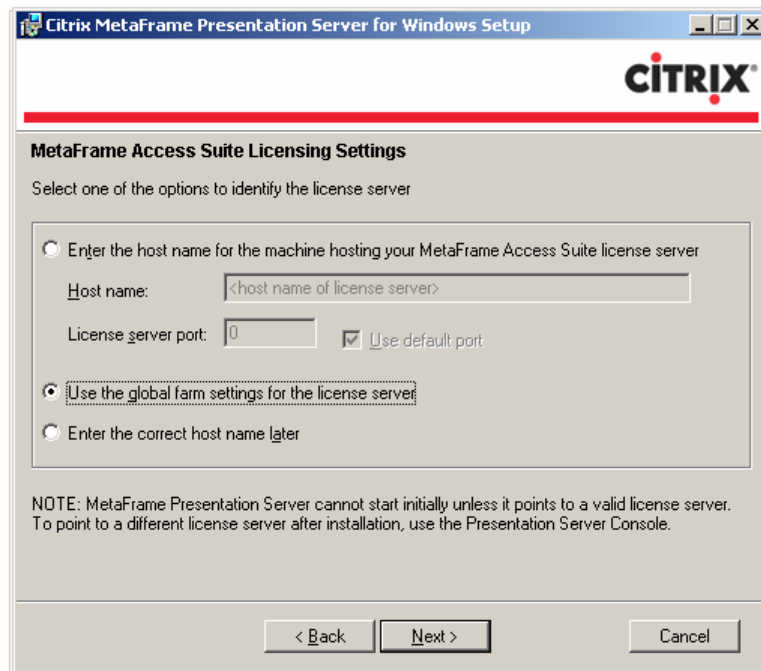 Citrix MetaFrame Presentation Server for Windows Setup
CITRIX
MetaFrame Access Suite Licensing Settings
Select one of the options to identify the license server
Enter the host name for the machine hosting your MetaFrame Access Suite license server
Host name: <host name of license server>
License server port: 0 Use default port
Use the global farm settings for the license server
Enter the correct host name later
NOTE: MetaFrame Presentation Server cannot start initially unless it points to a valid license server.
To point to a different license server after installation, use the Presentation Server Console.
< Back Next > Cancel